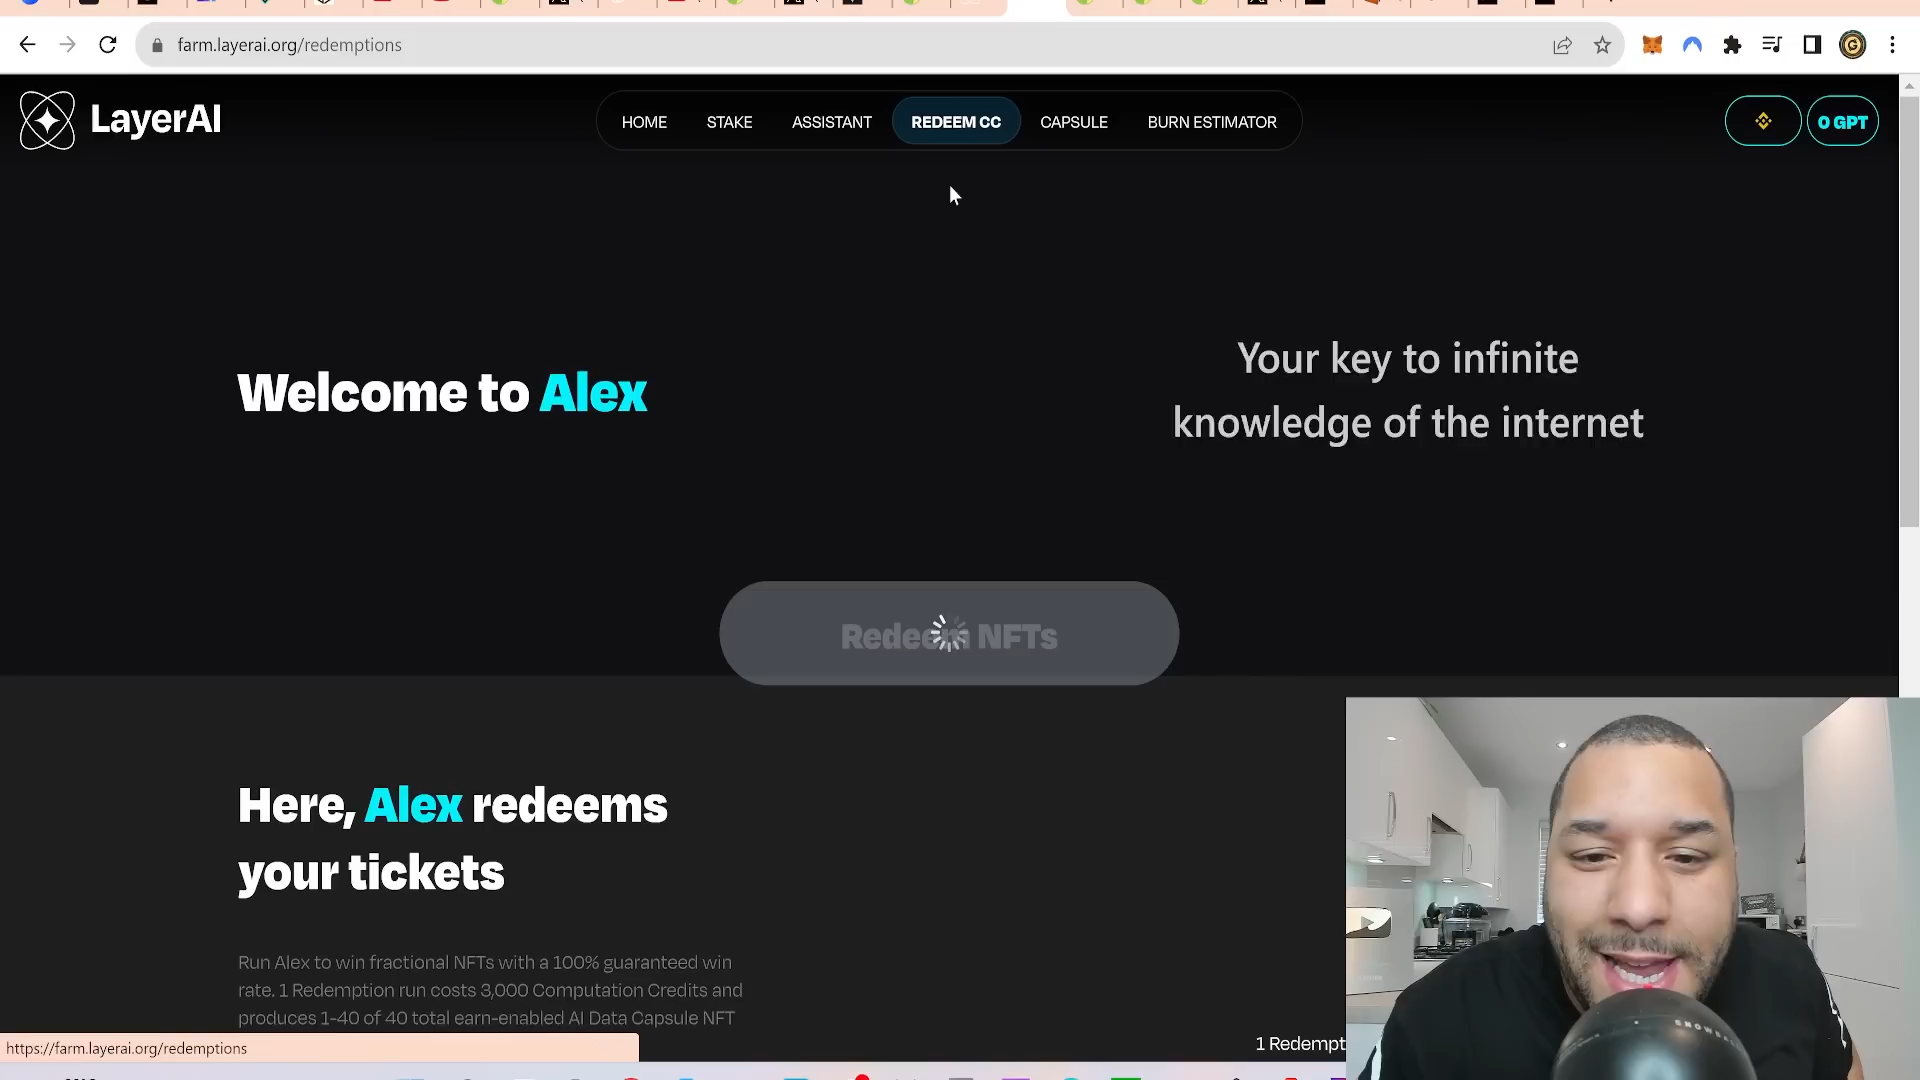 farm.layerai.org/redemptions
LayerAI
HOME
STAKE
ASSISTANT
REDEEM CC
CAPSULE
BURN ESTIMATOR
0 GPT
Welcome to Alex
Your key to infinite
knowledge of the internet
Redeem NFTs
Here, Alex redeems
your tickets
Run Alex to win fractional NFTs with a 100% guaranteed win
rate. 1 Redemption run costs 3,000 Computation Credits and
produces 1-40 of 40 total earn-enabled AI Data Capsule NFT
1 Redempt
https://farm.layerai.org/redemptions